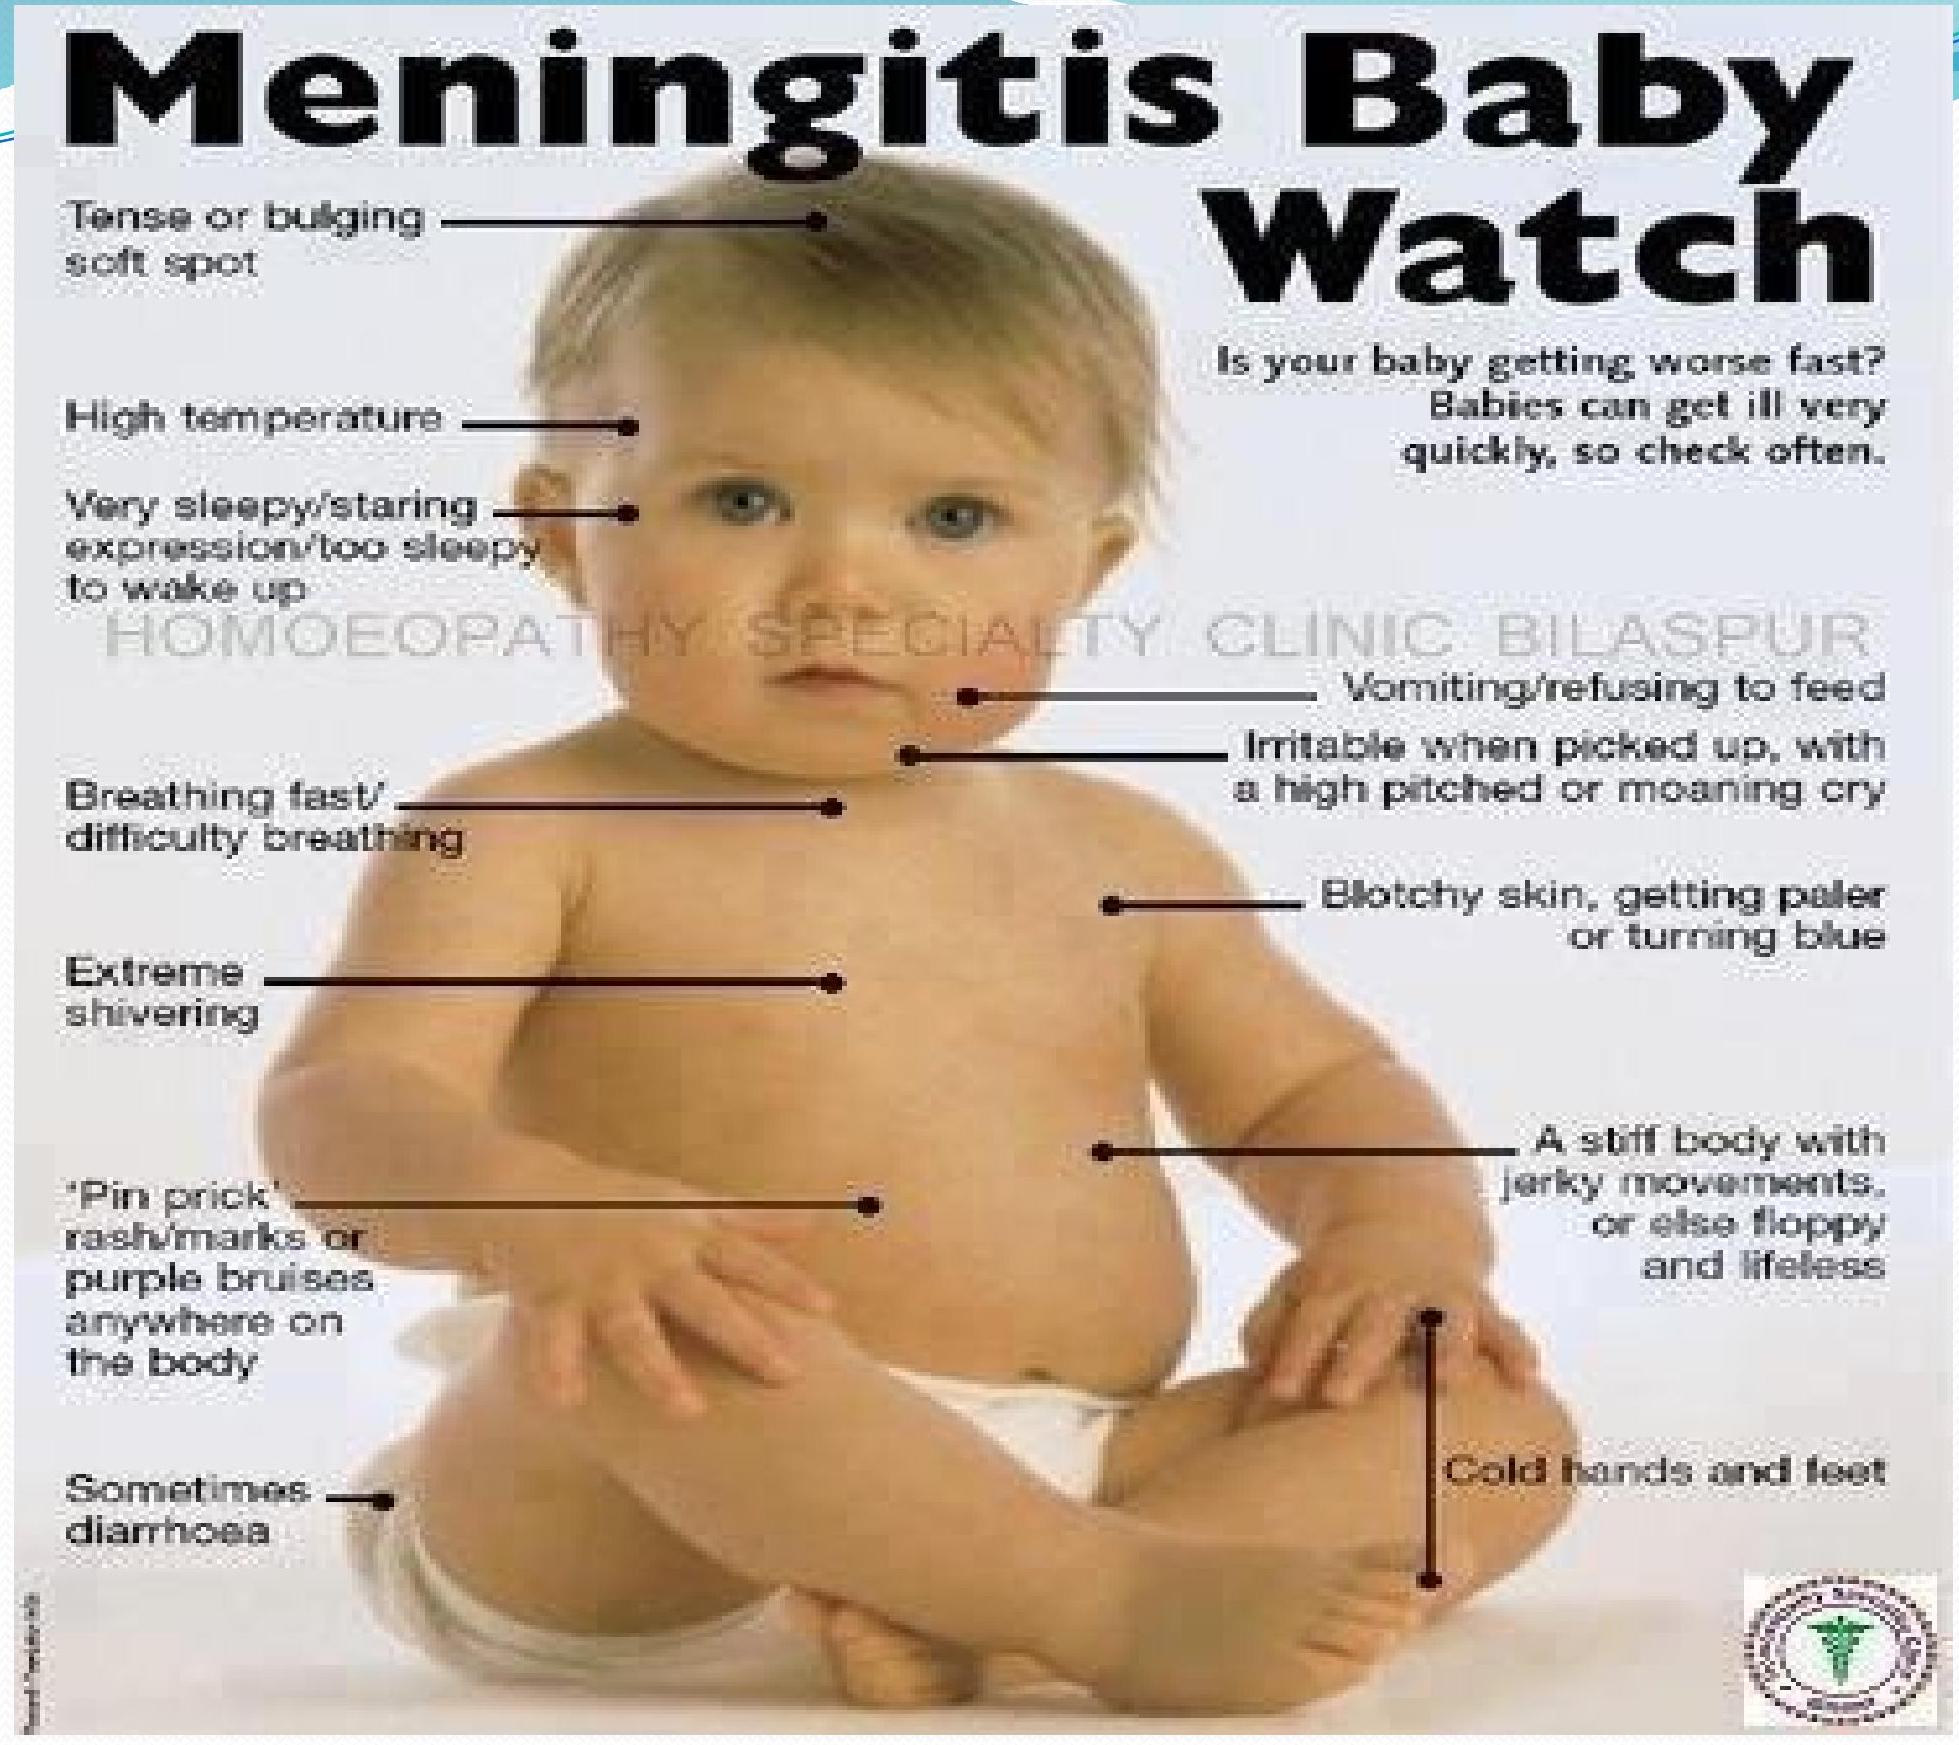 Meningitis Baby
Watch
Is your baby getting worse fast?
Babies can get ill very
quickly, so check often.
Tense or bulging
soft spot
High temperature
Very sleepy/staring
expression/too sleepy
to wake up
HOMOEOPATHY SPECIALTY CLINIC BILASPUR
Vomiting/refusing to feed
Irritable when picked up, with
a high pitched or moaning cry
Breathing fast/
difficulty breathing
Blotchy skin, getting paler
or turning blue
Extreme
shivering
A stiff body with
jerky movements,
or else floppy
and lifeless
'Pin prick'
rash/marks or
purple bruises
anywhere on
the body
Cold hands and feet
Sometimes
diarrhoea